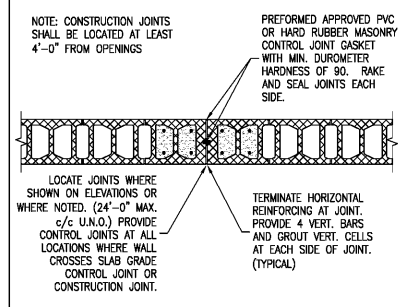 NOTE: CONSTRUCTION JOINTS
SHALL BE LOCATED AT LEAST
4'-0" FROM OPENINGS
PREFORMED APPROVED PVC
OR HARD RUBBER MASONRY
CONTROL JOINT GASKET
WITH MIN. DUROMETER
HARDNESS OF 90. RAKE
AND SEAL JOINTS EACH
SIDE.
LOCATE JOINTS WHERE
SHOWN ON ELEVATIONS OR
WHERE NOTED. (24'-0" MAX.
c/c U.N.O.) PROVIDE
CONTROL JOINTS AT ALL
LOCATIONS WHERE WALL
CROSSES SLAB GRADE
CONTROL JOINT OR
CONSTRUCTION JOINT.
TERMINATE HORIZONTAL
REINFORCING AT JOINT.
PROVIDE 4 VERT. BARS
AND GROUT VERT. CELLS
AT EACH SIDE OF JOINT.
(TYPICAL)